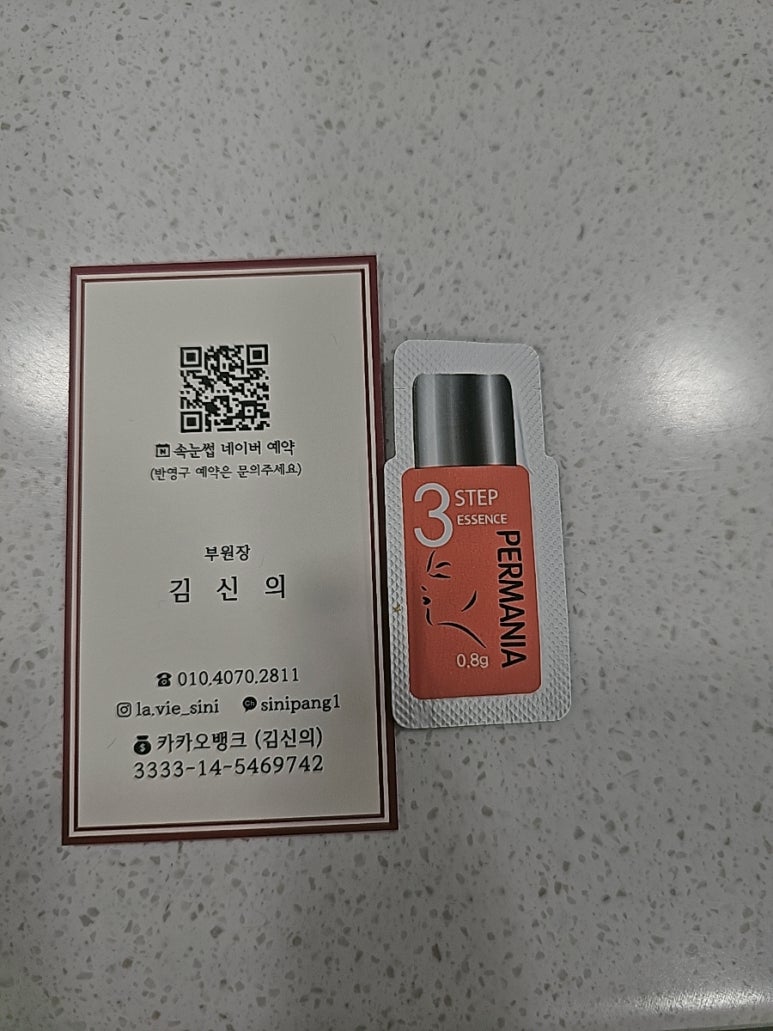 속눈썹 네이버 예약
(반영구 예약은 문의주세요)
부원장
김 신 의
010.4070.2811
la.vie_sini sinipang1
카카오뱅크 (김신의)
3333-14-5469742
3 STEP
ESSENCE
PERMANIA
0.8g